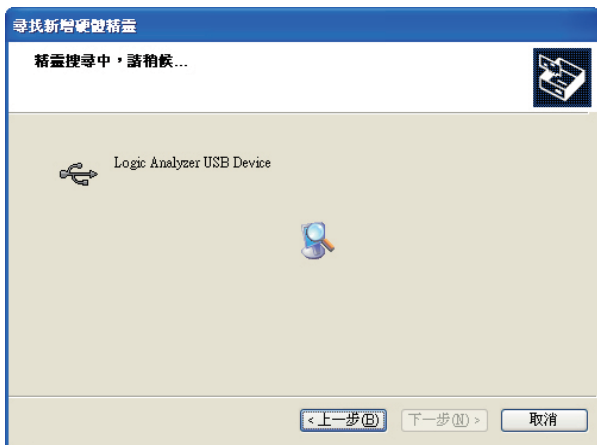 尋找新增硬體精靈
精靈搜尋中，請稍候...
Logic Analyzer USB Device
<上一步(B)
下一步(N)>
取消